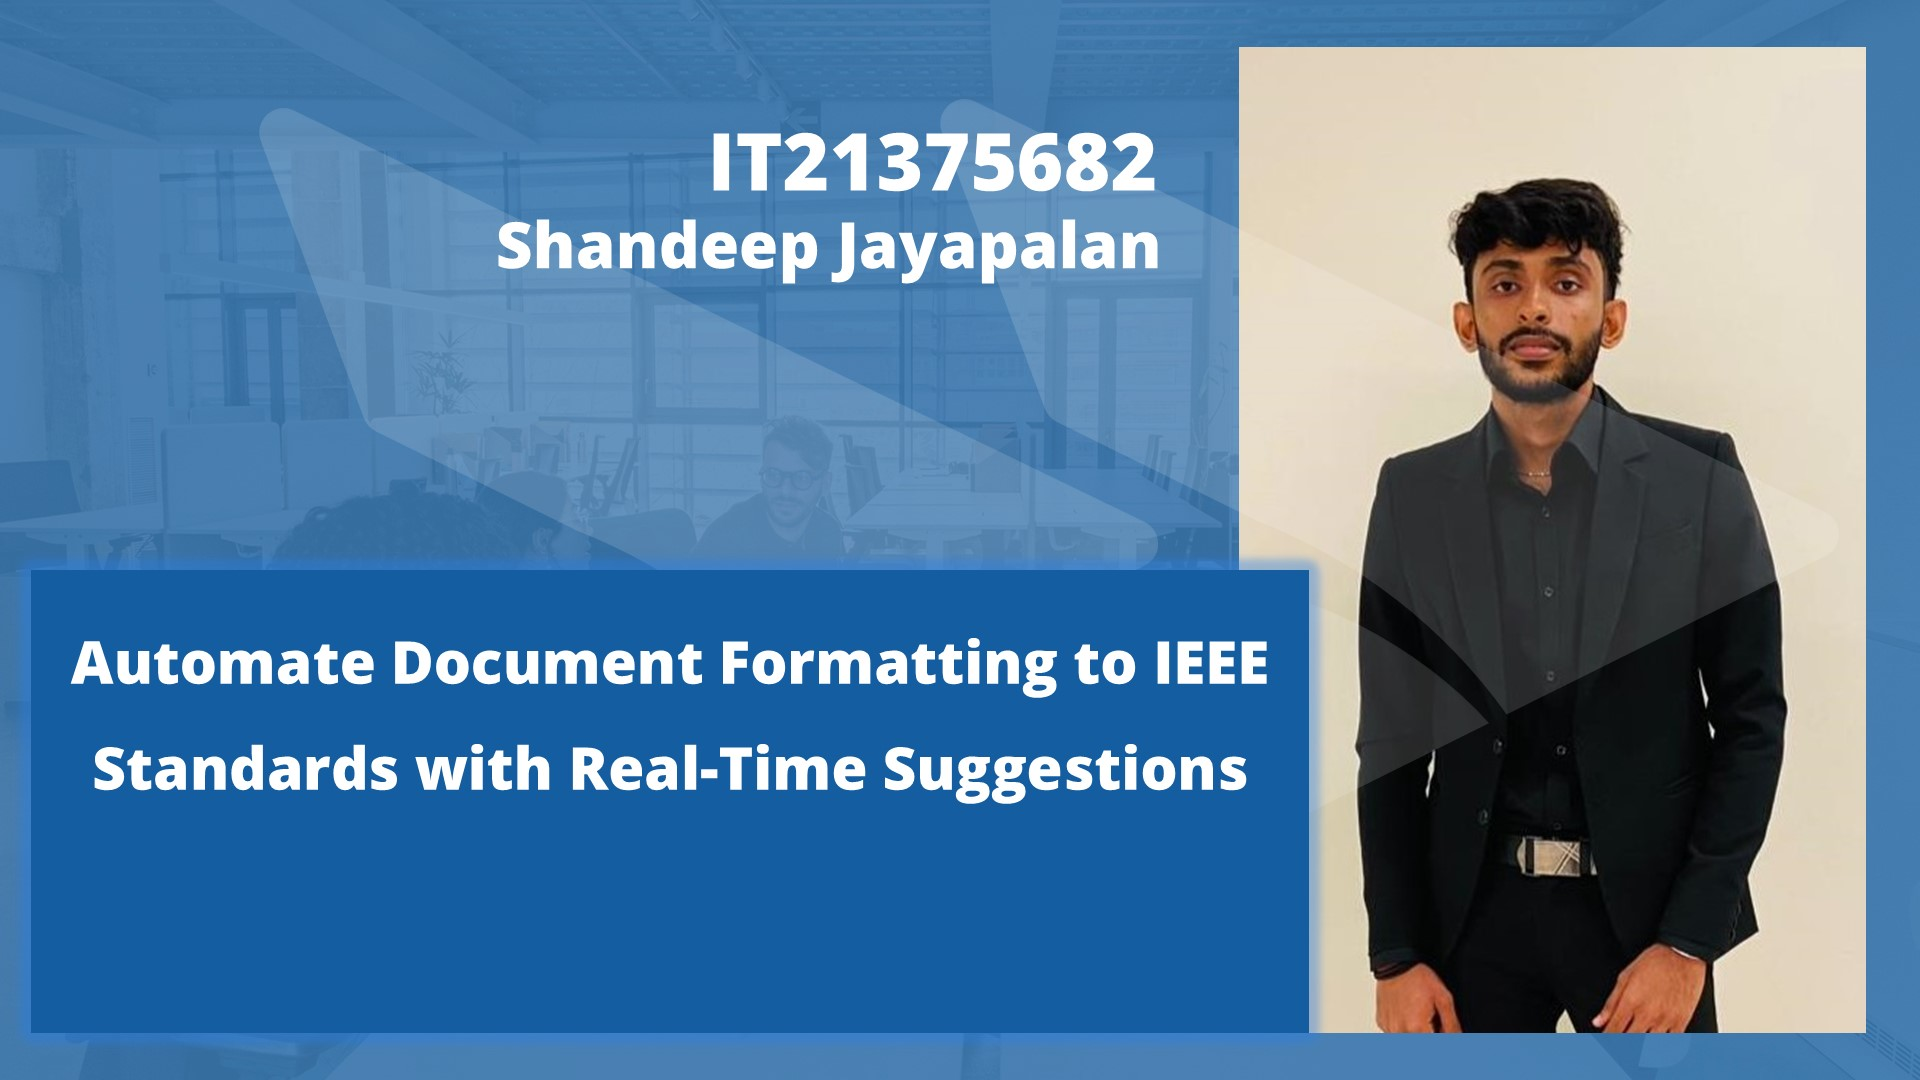 IT21375682
Shandeep Jayapalan
Automate Document Formatting to IEEE
Standards with Real-Time Suggestions